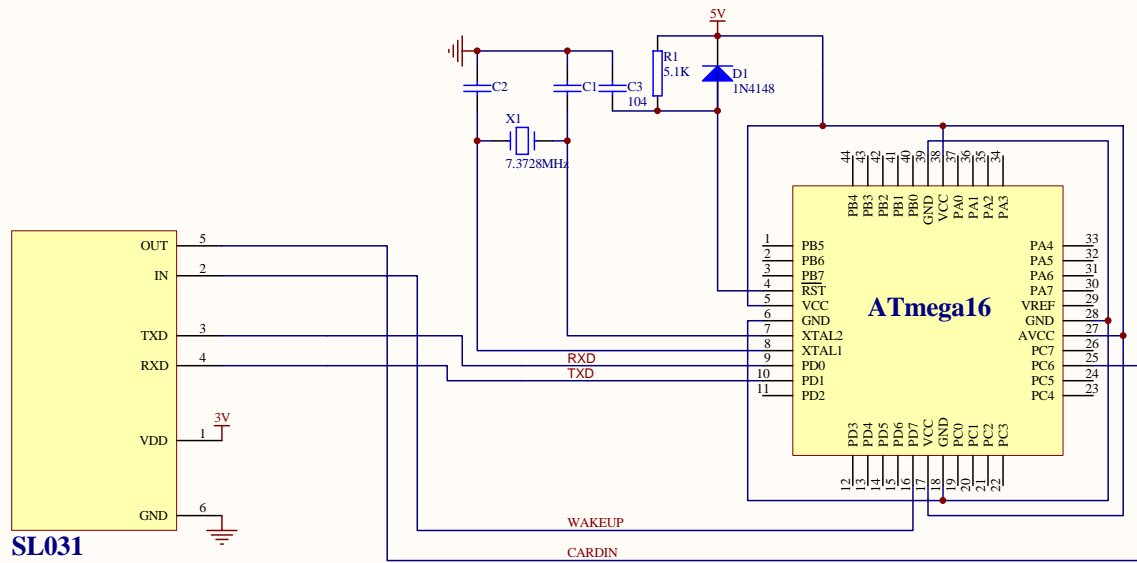 5V
R1
5.1K
D1
1N4148
C2
C1
C3
104
X1
7.3728MHz
44 43 42 41 40 39 38 37 36 35 34
PB4 PB3 PB2 PB1 PB0 GND VCC PA0 PA1 PA2 PA3
OUT 5
IN 2
TXD 3
RXD 4
VDD 1
3V
GND 6
SL031
1 PB5
2 PB6
3 PB7
4 RST
5 VCC
6 GND
7 XTAL2
8 XTAL1
RXD
9 PD0
TXD
10 PD1
11 PD2
ATmega16
PA4 33
PA5 32
PA6 31
PA7 30
VREF 29
GND 28
AVCC 27
PC7 26
PC6 25
PC5 24
PC4 23
PD3 PD4 PD5 PD6 PD7 VCC GND PC0 PC1 PC2 PC3
12 13 14 15 16 17 18 19 20 21 22
WAKEUP
CARDIN